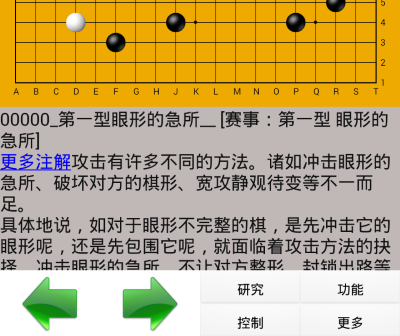 5
4
3
2
1
A B C D E F G H J K L M N O P Q R S T
00000_第一型眼形的急所__ [赛事：第一型 眼形的
急所]
更多注解攻击有许多不同的方法。诸如冲击眼形的
急所、破坏对方的棋形、宽攻静观待变等不一而
足。
具体地说，如对于眼形不完整的棋，是先冲击它的
眼形呢，还是先包围它呢，就面临着攻击方法的抉
择。冲击眼形的急所，不让对方整形，封锁出路等
研究
功能
控制
更多